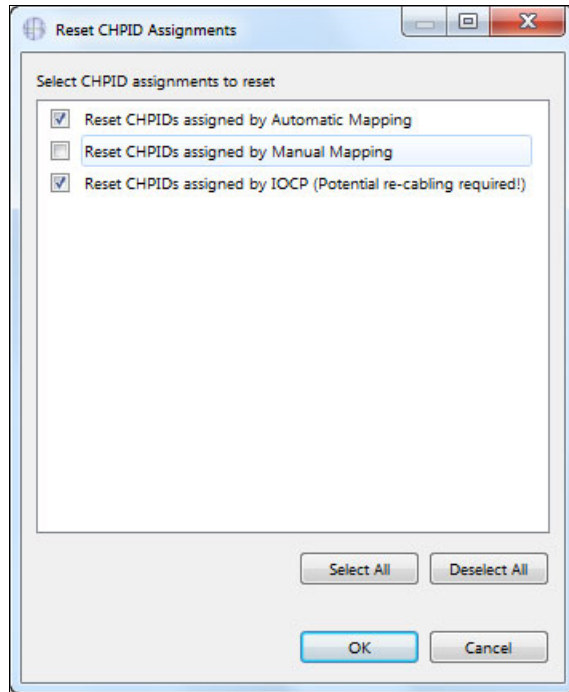 Reset CHPID Assignments
Select CHPID assignments to reset
Reset CHPIDs assigned by Automatic Mapping
Reset CHPIDs assigned by Manual Mapping
Reset CHPIDs assigned by IOCP (Potential re-cabling required!)
Select All
Deselect All
OK
Cancel